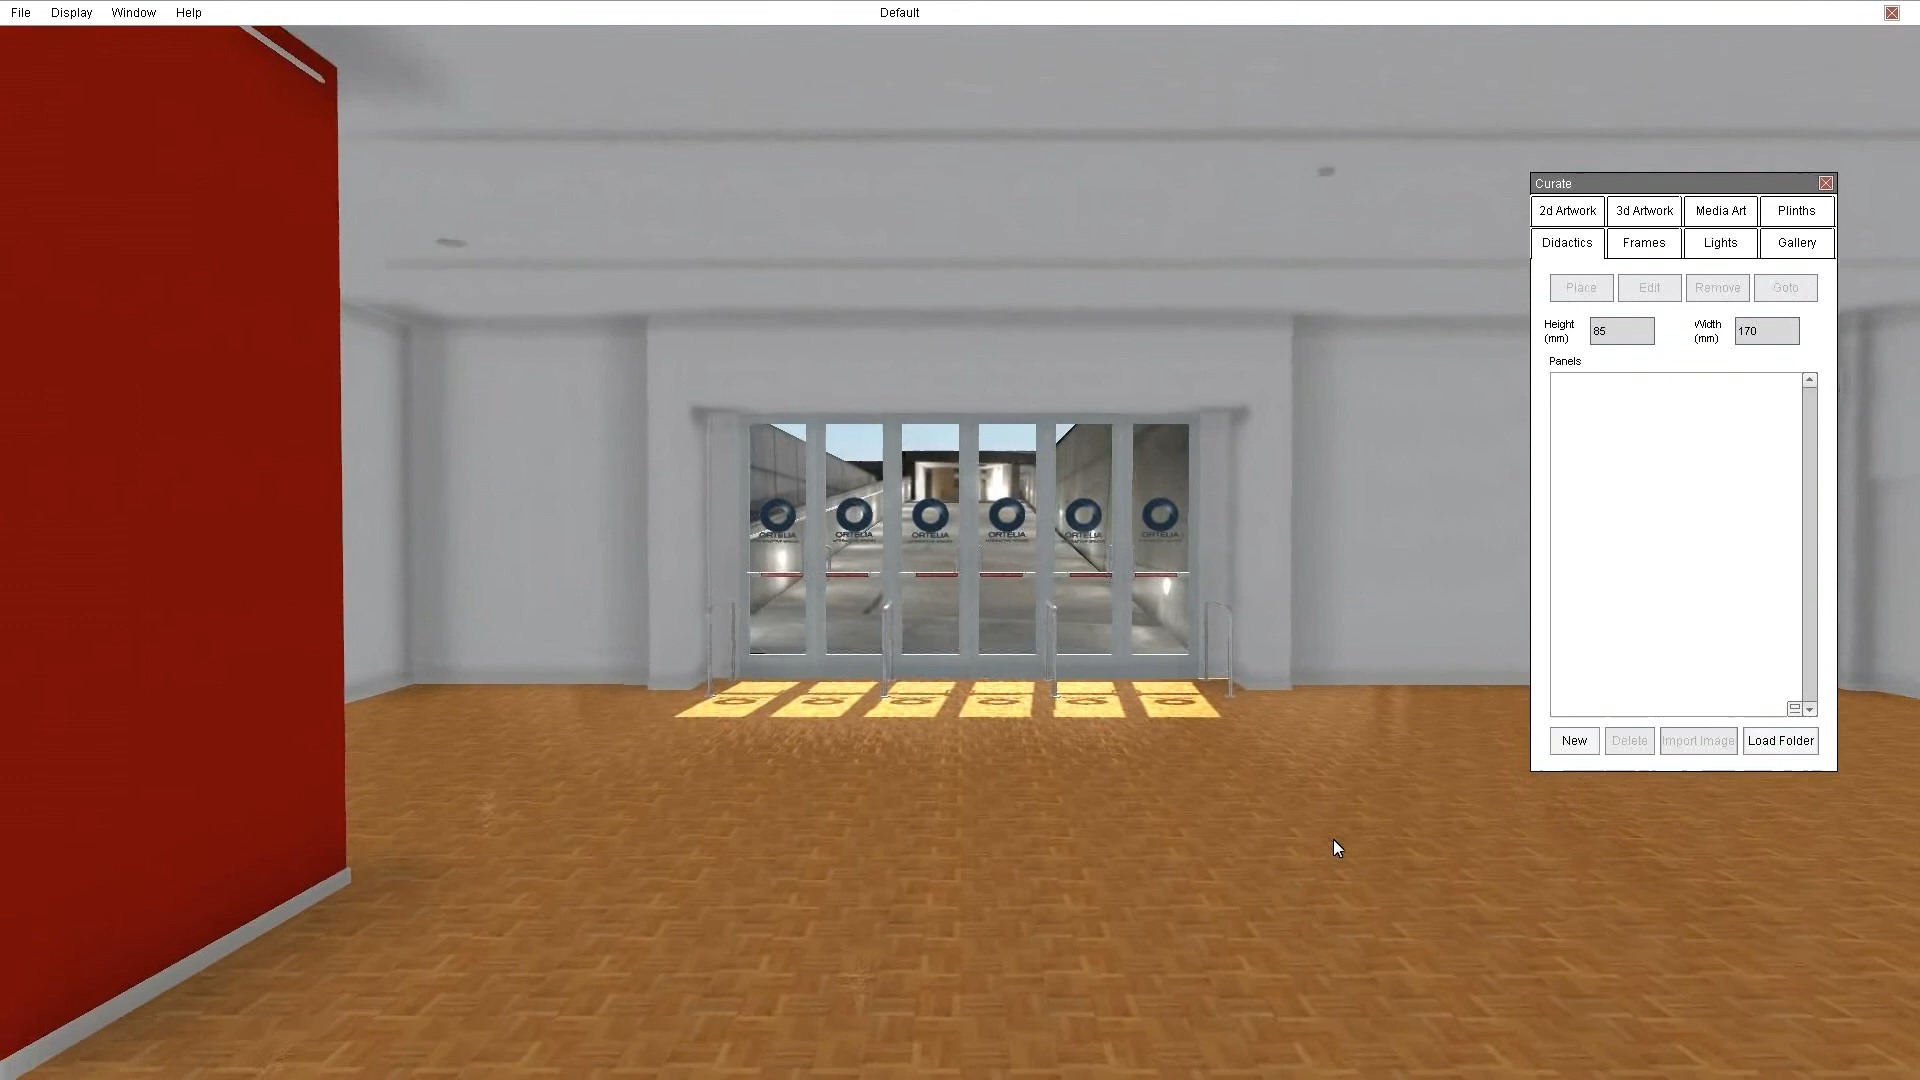 File Display Window Help Default
Curate
2d Artwork 3d Artwork Media Art Plinths
Didactics Frames Lights Gallery
Place Edit Remove Goto
Height (mm) 85 Width (mm) 170
Panels
ORTELIA ORTELIA ORTELIA ORTELIA ORTELIA ORTELIA
New Delete Import Image Load Folder